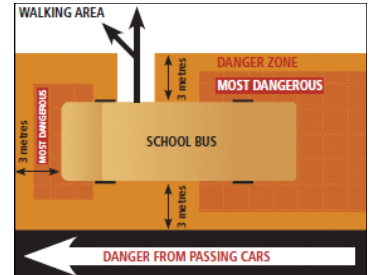 WALKING AREA
DANGER ZONE
MOST DANGEROUS
3 metres
3 metres
MOST DANGEROUS
SCHOOL BUS
3 metres
DANGER FROM PASSING CARS